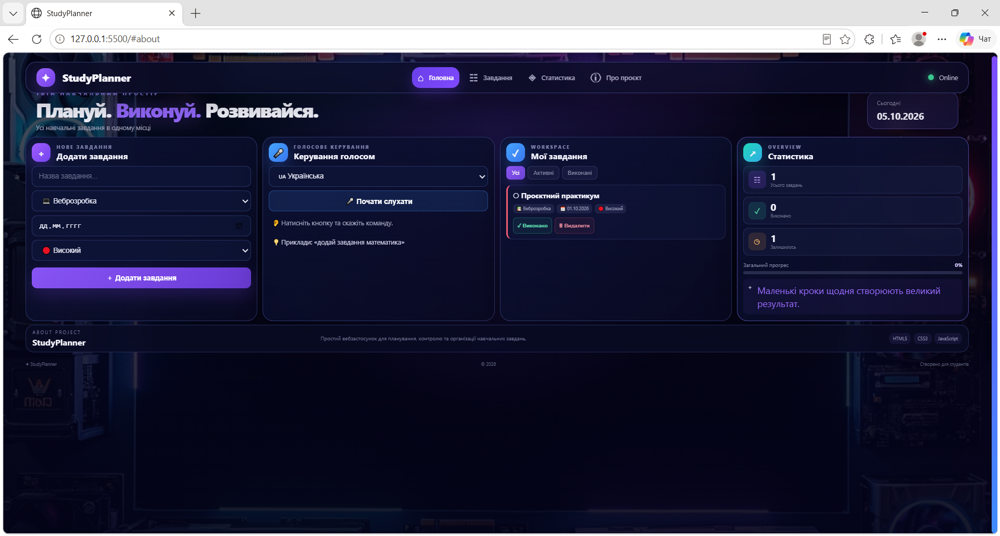 StudyPlanner
127.0.0.1:5500/#about
Чат
StudyPlanner
Головна
Завдання
Статистика
Про проєкт
Online
ТВІЙ НАВЧАЛЬНИЙ ПРОСТІР
Плануй. Виконуй. Розвивайся.
Усі навчальні завдання в одному місці
Сьогодні
05.10.2026
НОВЕ ЗАВДАННЯ
Додати завдання
Назва завдання...
Веброзробка
дд.мм.гггг
Високий
+ Додати завдання
ГОЛОСОВЕ КЕРУВАННЯ
Керування голосом
UA Українська
Почати слухати
Натисніть кнопку та скажіть команду.
Приклади: «додай завдання математика»
WORKSPACE
Мої завдання
Усі
Активні
Виконані
Проєктний практикум
Веброзробка
01.10.2026
Високий
✓ Виконано
Видалити
OVERVIEW
Статистика
1
Усього завдань
0
Виконано
1
Залишилось
Загальний прогрес
0%
Маленькі кроки щодня створюють великий
результат.
ABOUT PROJECT
StudyPlanner
Простий вебзастосунок для планування, контролю та організації навчальних завдань.
HTML5
CSS3
JavaScript
✦ StudyPlanner
© 2026
Створено для студентів